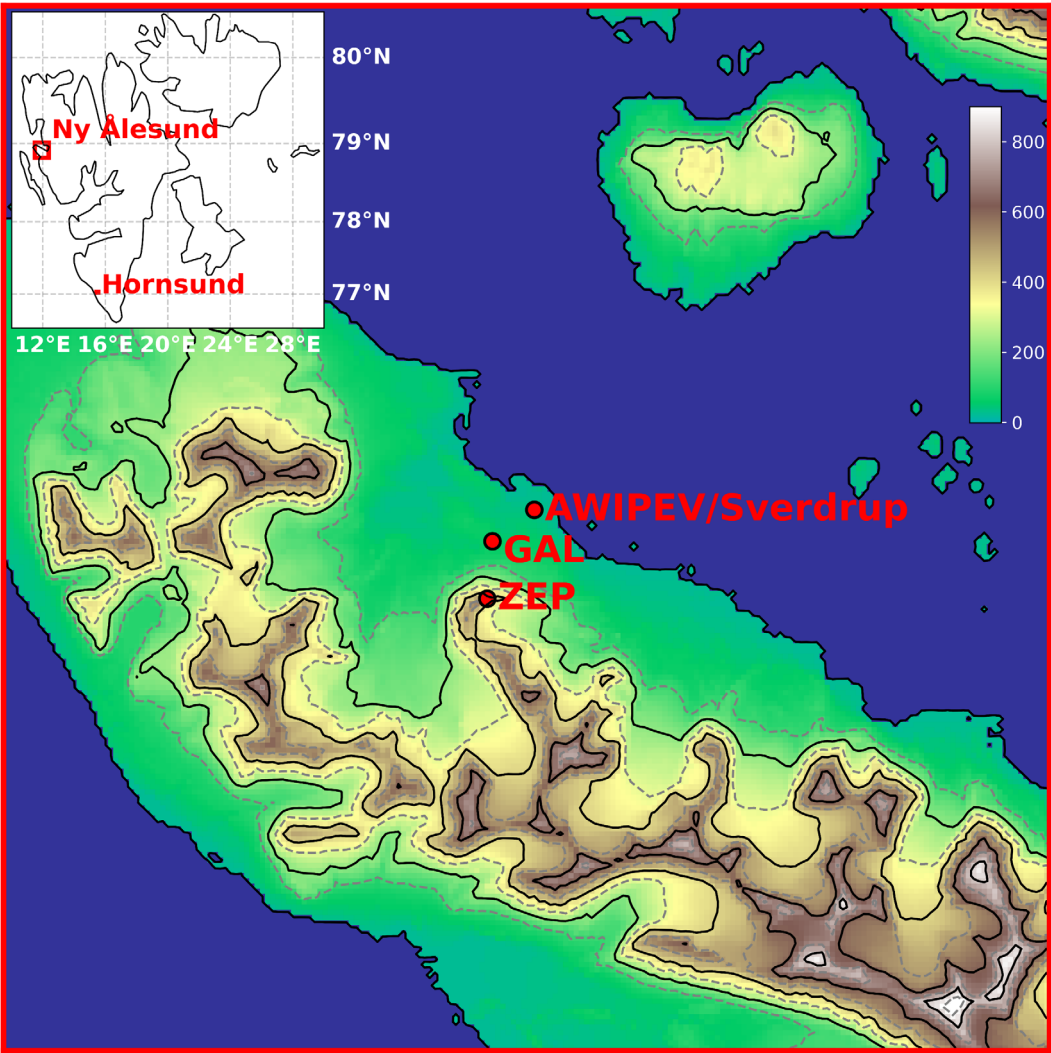 80°N
Ny Ålesund
79°N
78°N
Hornsund
77°N
12°E 16°E 20°E 24°E 28°E
800
600
400
200
0
AWIPEV/Sverdrup
GAL
ZEP